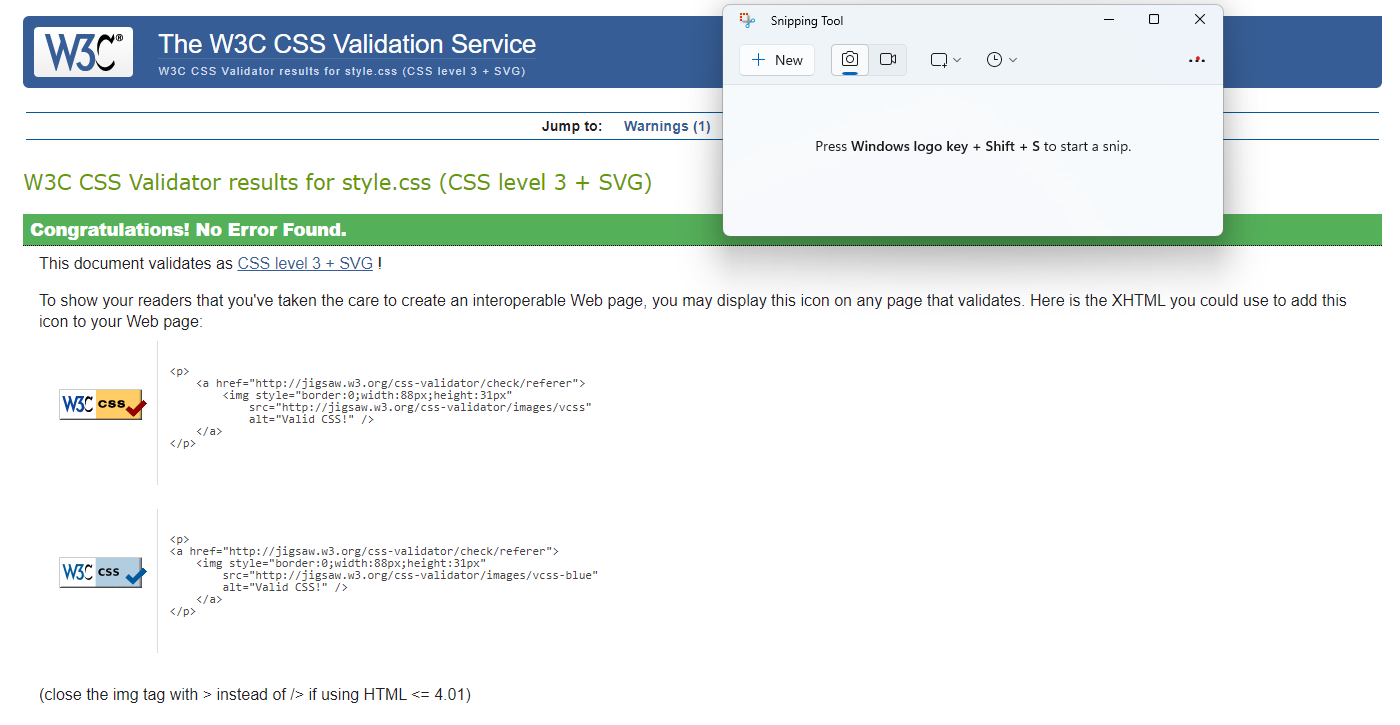 W3C®
The W3C CSS Validation Service
W3C CSS Validator results for style.css (CSS level 3 + SVG)
Snipping Tool
New
Press Windows logo key + Shift + S to start a snip.
Jump to: Warnings (1)
W3C CSS Validator results for style.css (CSS level 3 + SVG)
Congratulations! No Error Found.
This document validates as CSS level 3 + SVG !
To show your readers that you've taken the care to create an interoperable Web page, you may display this icon on any page that validates. Here is the XHTML you could use to add this
icon to your Web page:
W3C css
<p>
    <a href="http://jigsaw.w3.org/css-validator/check/referer">
        <img style="border:0;width:88px;height:31px"
            src="http://jigsaw.w3.org/css-validator/images/vcss"
            alt="Valid CSS!" />
    </a>
</p>
W3C css
<p>
<a href="http://jigsaw.w3.org/css-validator/check/referer">
    <img style="border:0;width:88px;height:31px"
        src="http://jigsaw.w3.org/css-validator/images/vcss-blue"
        alt="Valid CSS!" />
    </a>
</p>
(close the img tag with > instead of /> if using HTML <= 4.01)